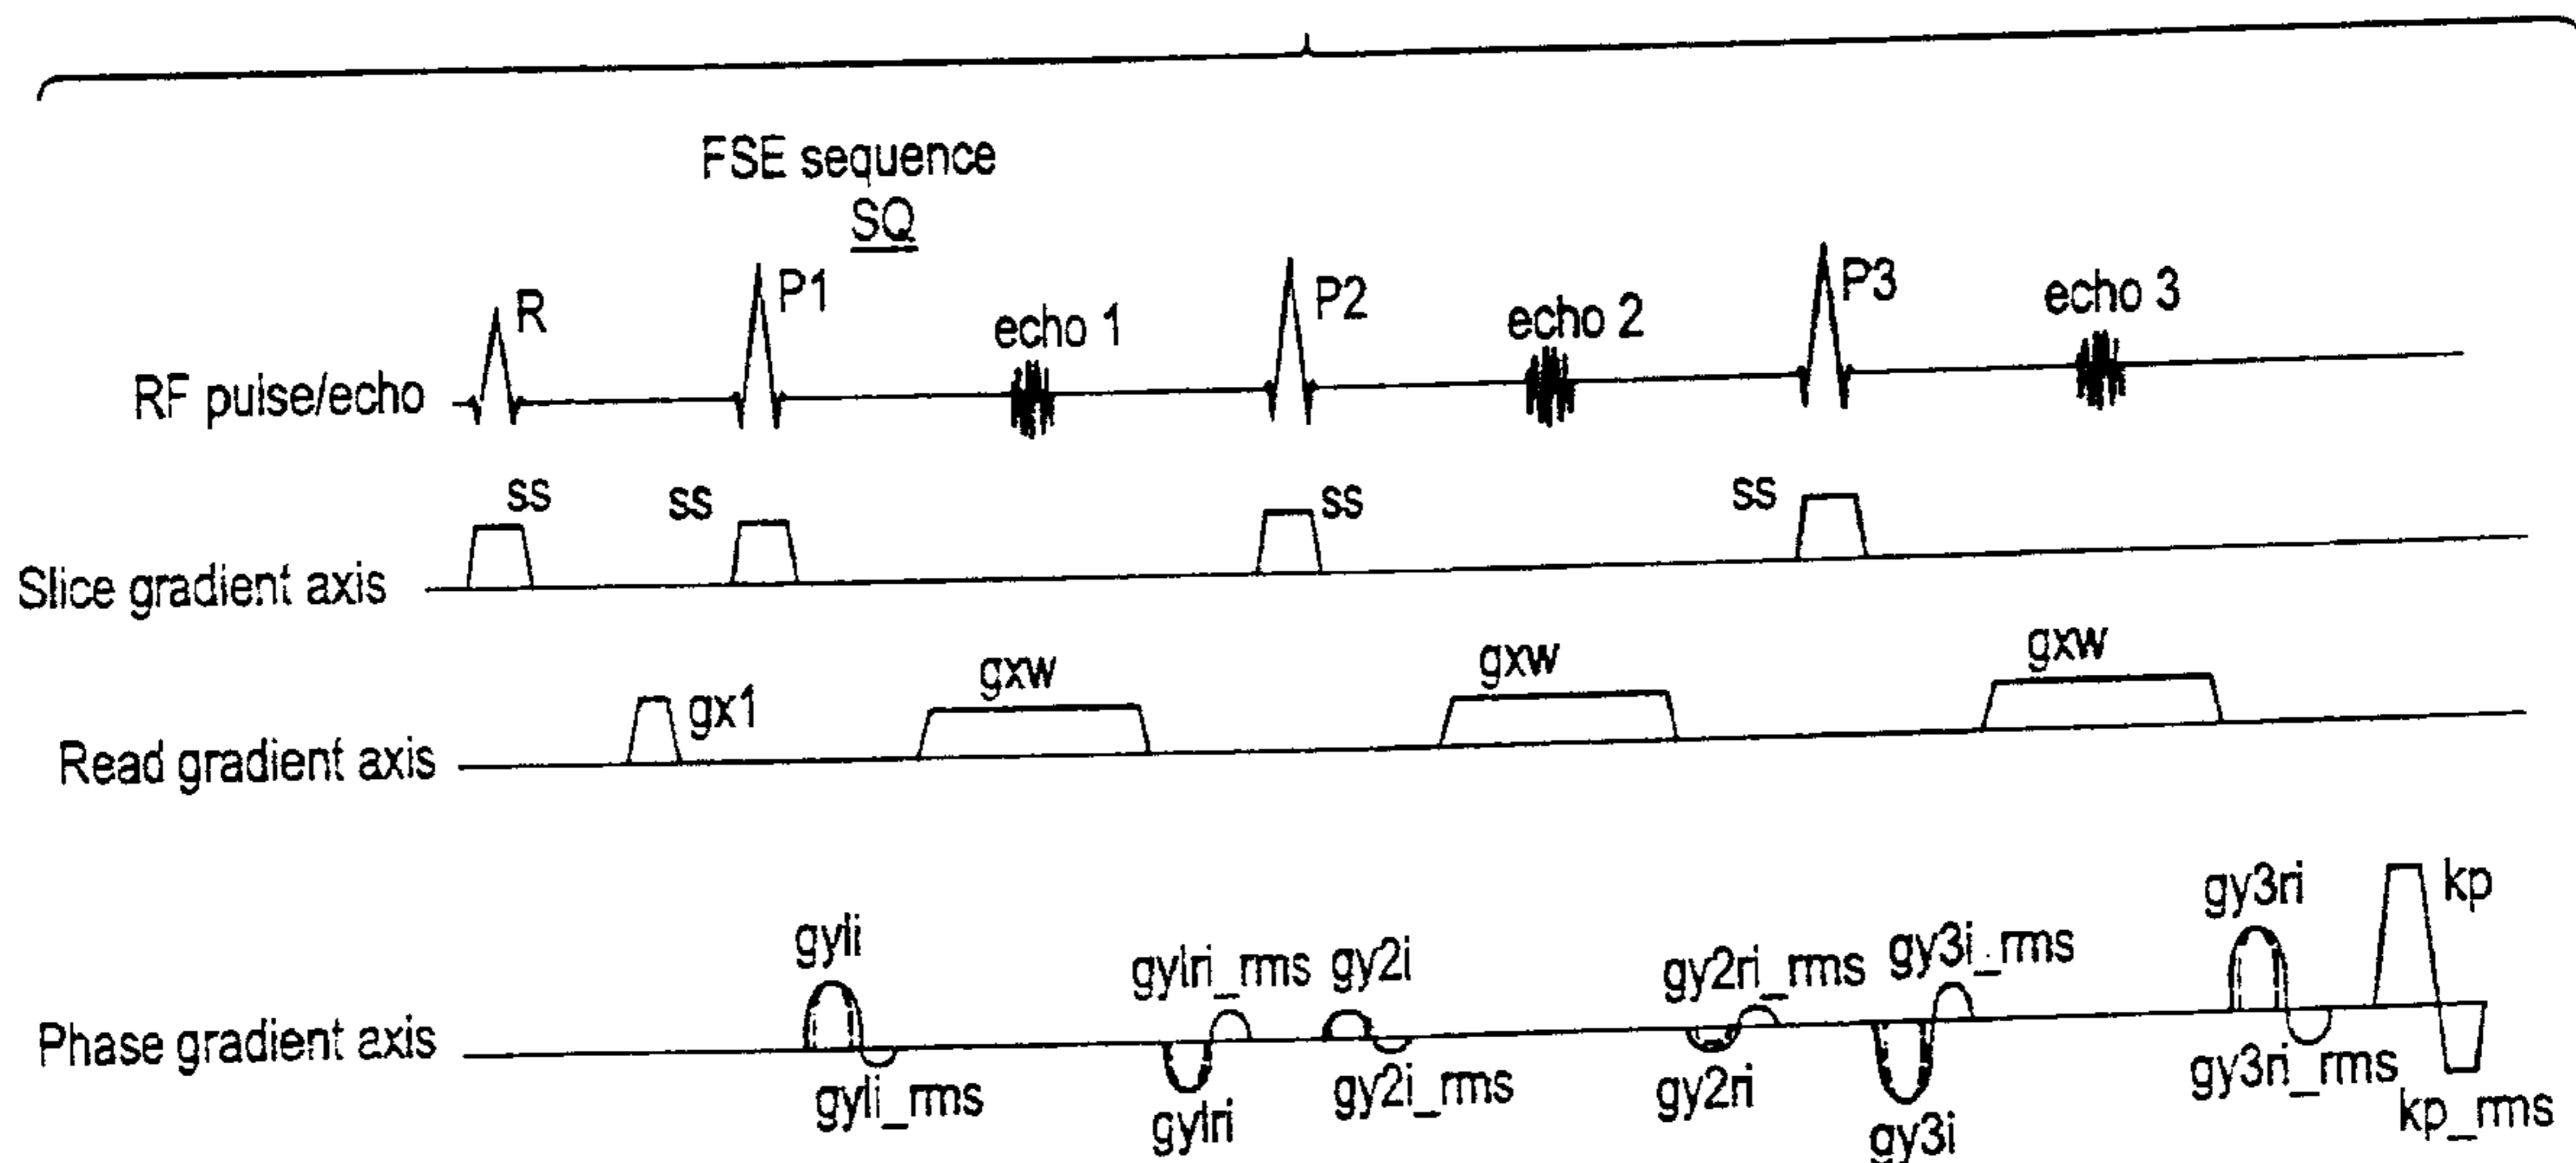 FSE sequence
SQ
R
P1
echo 1
P2
echo 2
P3
echo 3
RF pulse/echo
ss
ss
ss
ss
Slice gradient axis
gx1
gxw
gxw
gxw
Read gradient axis
gyli
gylri_rms
gy2i
gy2ri_rms
gy3i_rms
gy3ri
kp
Phase gradient axis
gyli_rms
gylri
gy2i_rms
gy2ri
gy3i
gy3ri_rms
kp_rms